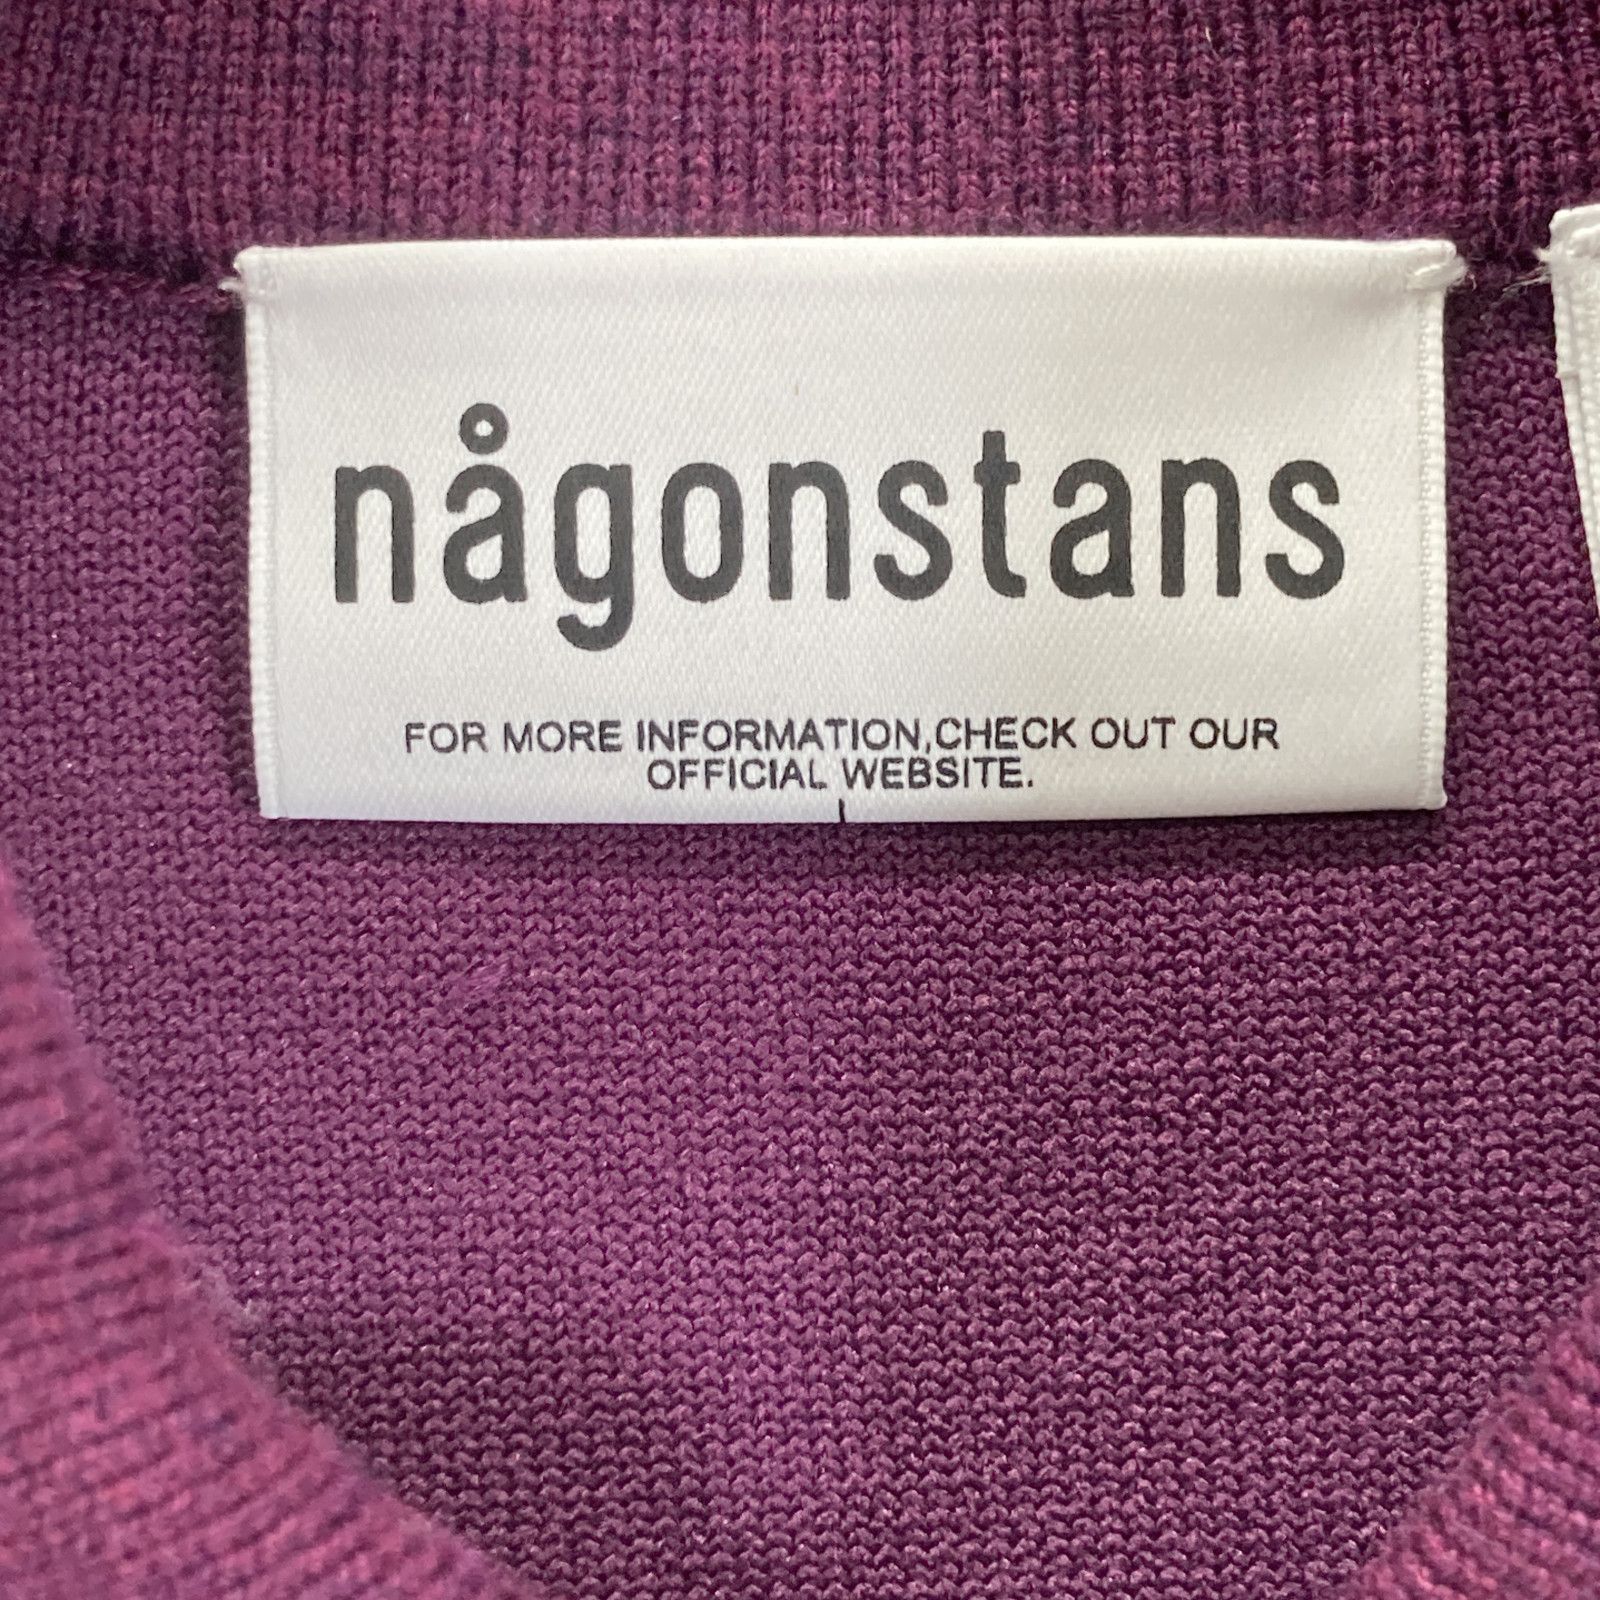 någonstans
FOR MORE INFORMATION,CHECK OUT OUR
OFFICIAL WEBSITE.